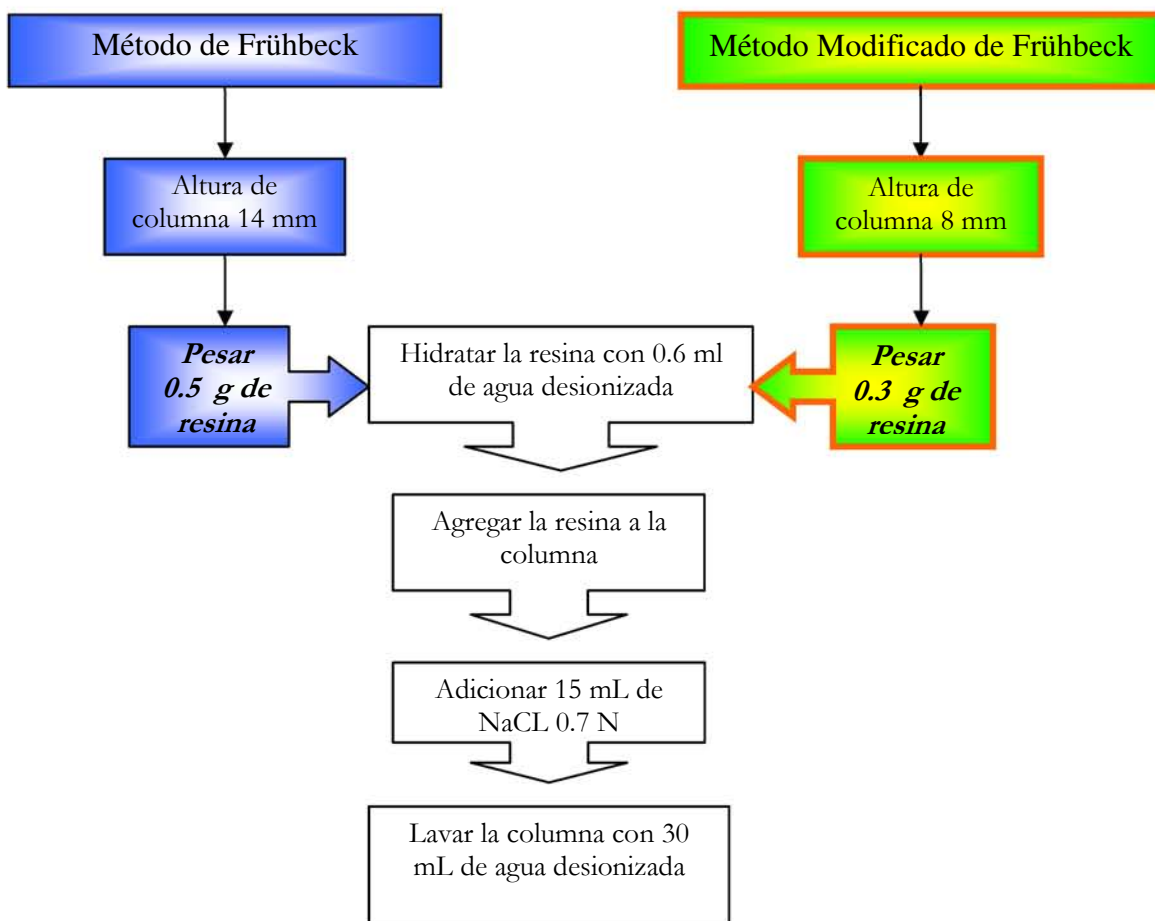 Método de Frühbeck
Método Modificado de Frühbeck
Altura de
columna 14 mm
Altura de
columna 8 mm
Pesar
0.5 g de
resina
Hidratar la resina con 0.6 ml
de agua desionizada
Pesar
0.3 g de
resina
Agregar la resina a la
columna
Adicionar 15 mL de
NaCL 0.7 N
Lavar la columna con 30
mL de agua desionizada